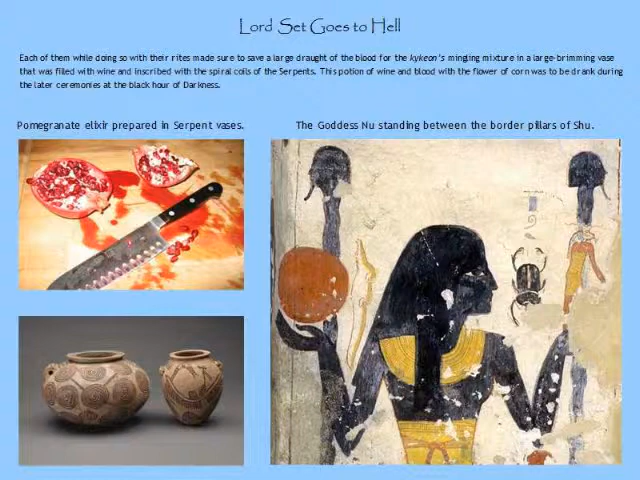 Lord Set Goes to Hell
Each of them while doing so with their rites made sure to save a large draught of the blood for the kykeon's mingling mixture in a large-brimming vase
that was filled with wine and inscribed with the spiral coils of the Serpents. This potion of wine and blood with the flower of corn was to be drank during
the later ceremonies at the black hour of Darkness.
Pomegranate elixir prepared in Serpent vases.
The Goddess Nu standing between the border pillars of Shu.